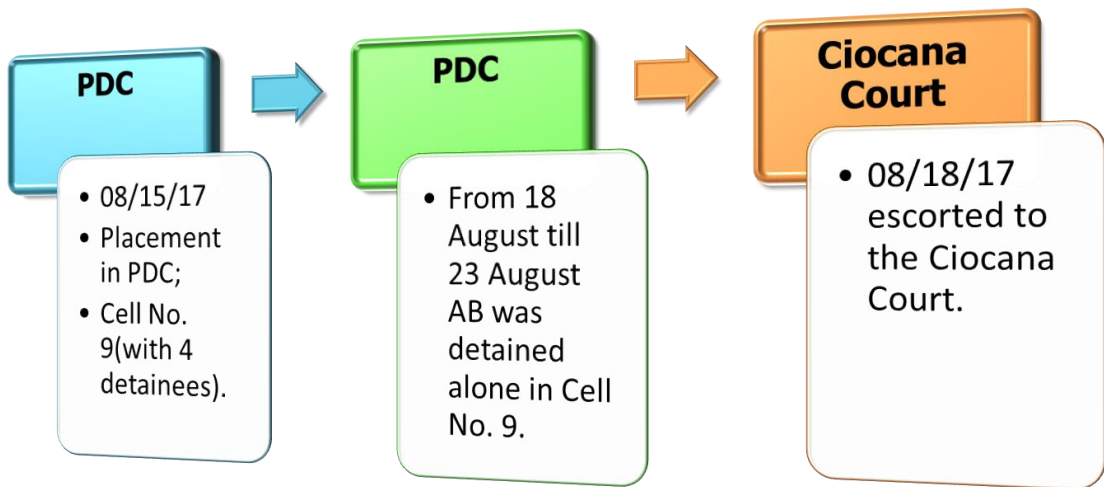 PDC
• 08/15/17
• Placement
in PDC;
• Cell No.
9(with 4
detainees).
PDC
• From 18
August till
23 August
AB was
detained
alone in Cell
No. 9.
Ciocana
Court
• 08/18/17
escorted to
the Ciocana
Court.